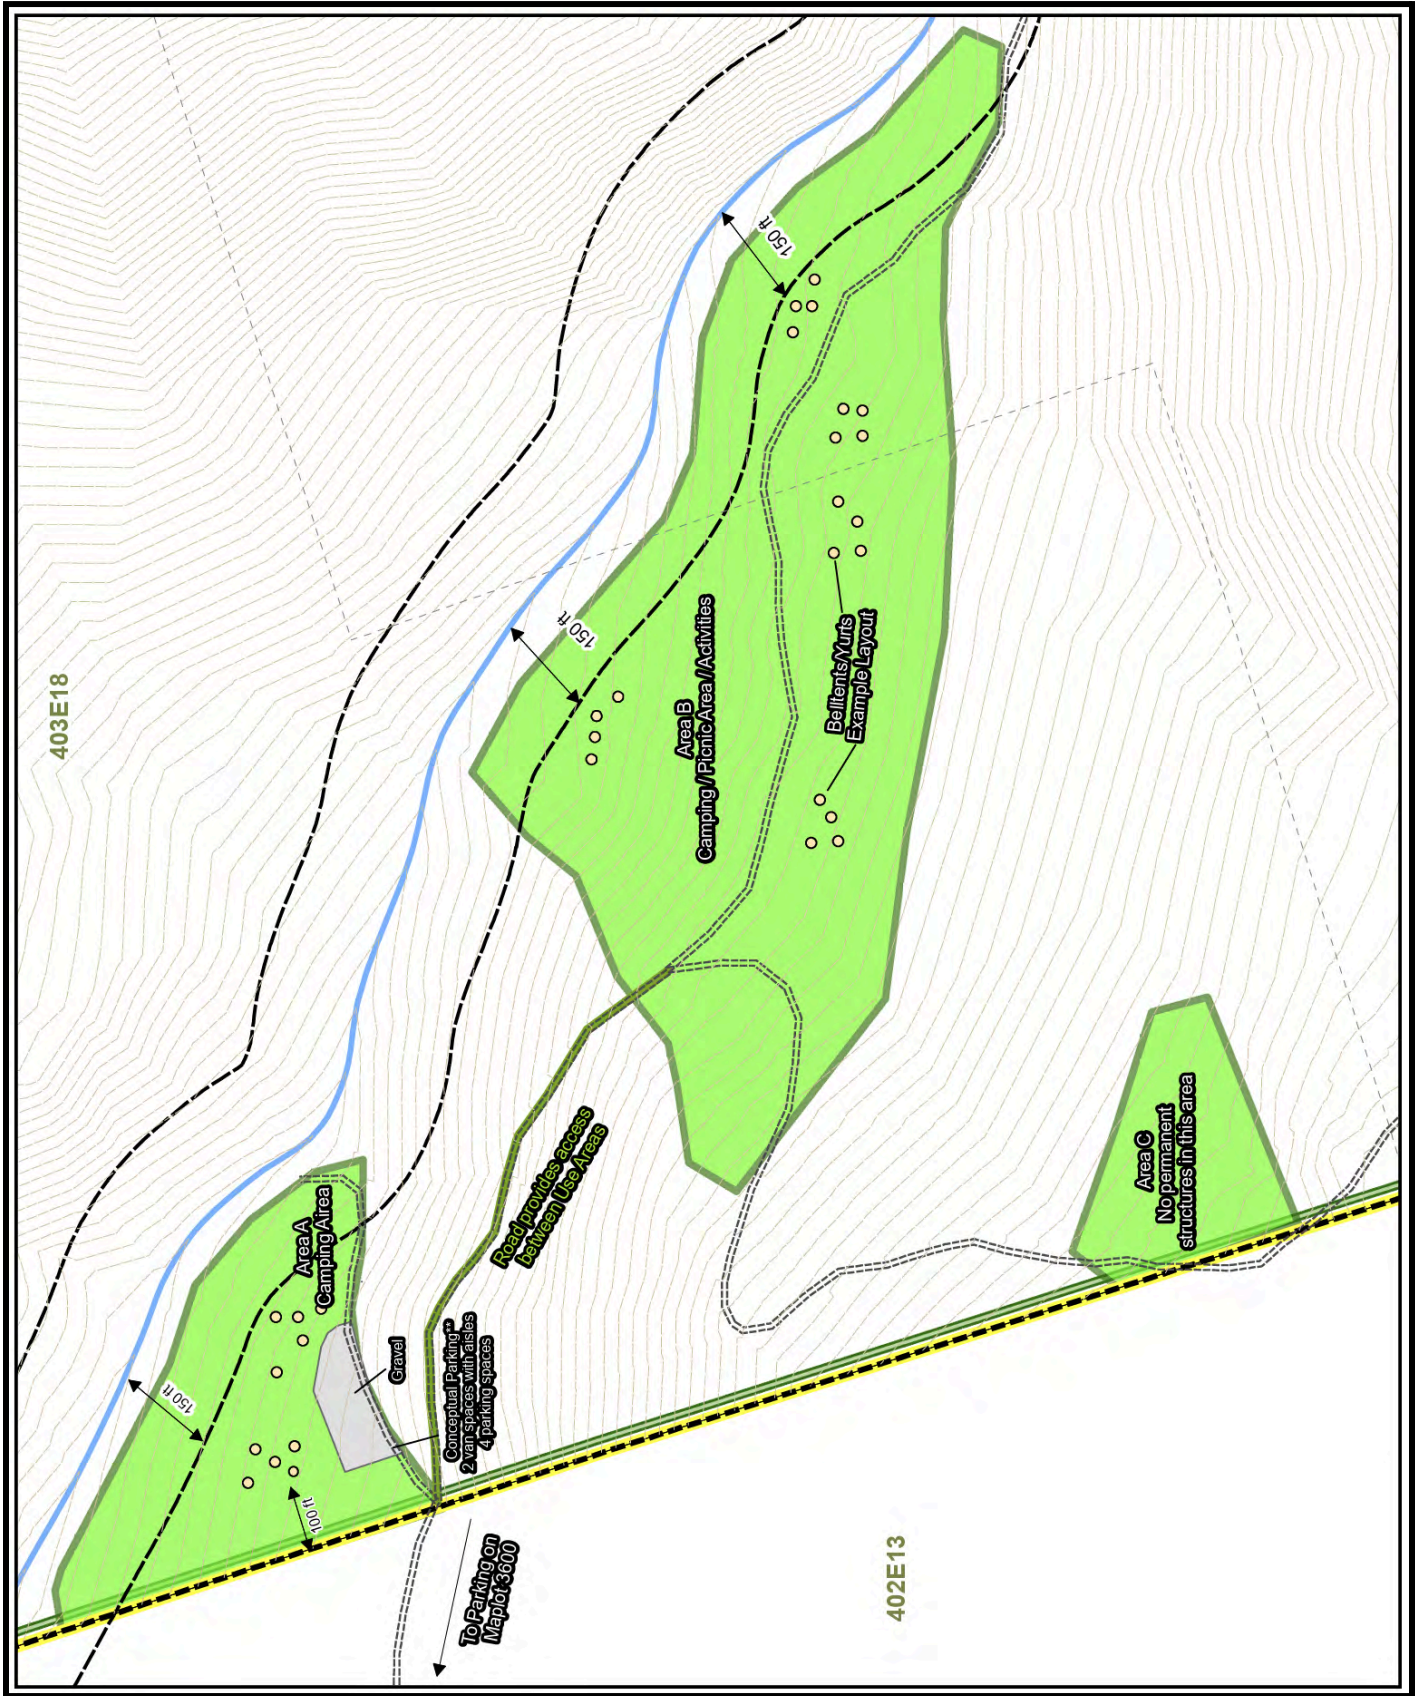 403E18
150 ft
150 ft
Area B
Camping / Picnic Area / Activities
Belltents/Yurts
Example Layout
Road provides access
between Use Areas
Area A
Camping Airea
150 ft
100 ft
Gravel
Conceptual Parking**
2 van spaces with aisles
4 parking spaces
Area C
No permanent
structures in this area
To Parking on
Maplot 3600
402E13